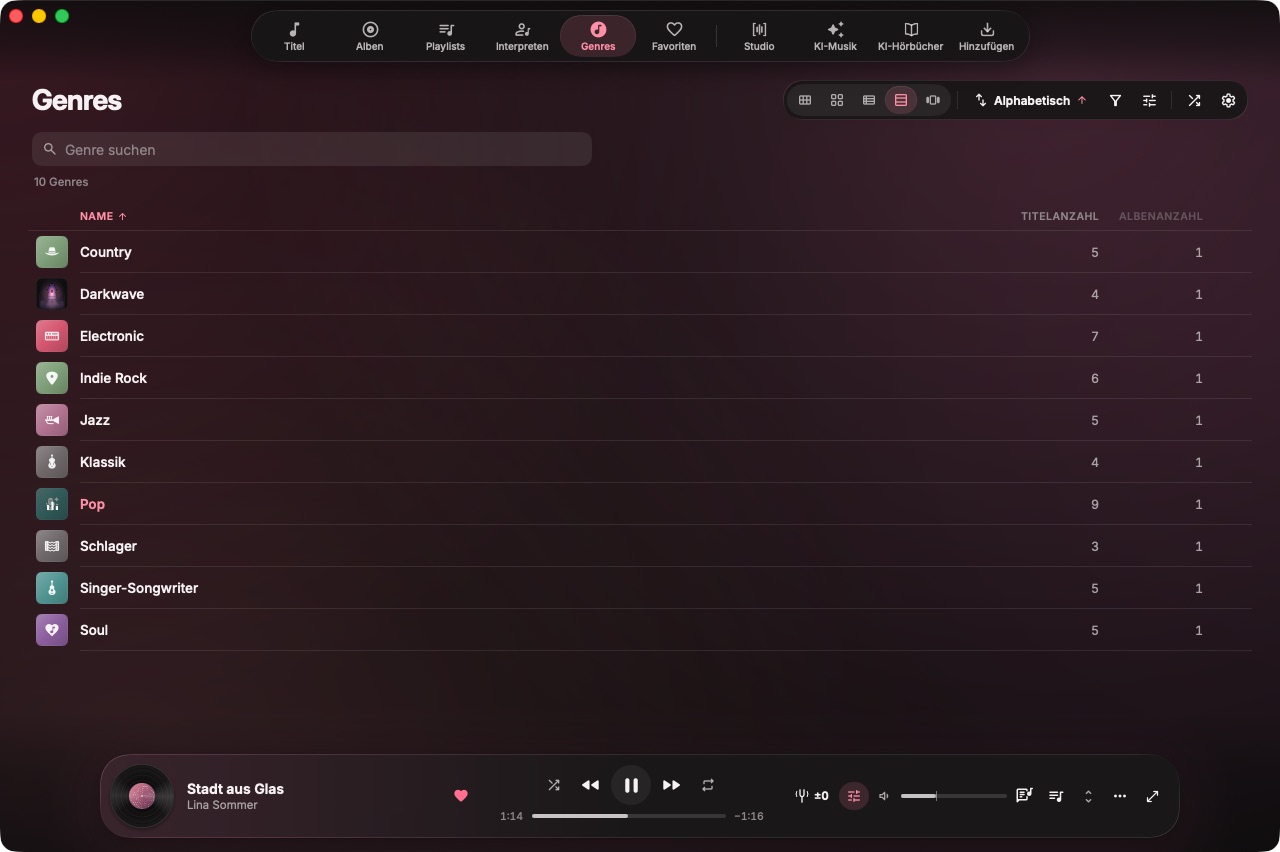 Titel
Alben
Playlists
Interpreten
Genres
Favoriten
Studio
KI-Musik
KI-Hörbücher
Hinzufügen
Genres
Alphabetisch
Genre suchen
10 Genres
NAME
TITELANZAHL
ALBENANZAHL
Country 5 1
Darkwave 4 1
Electronic 7 1
Indie Rock 6 1
Jazz 5 1
Klassik 4 1
Pop 9 1
Schlager 3 1
Singer-Songwriter 5 1
Soul 5 1
Stadt aus Glas
Lina Sommer
1:14
−1:16
±0